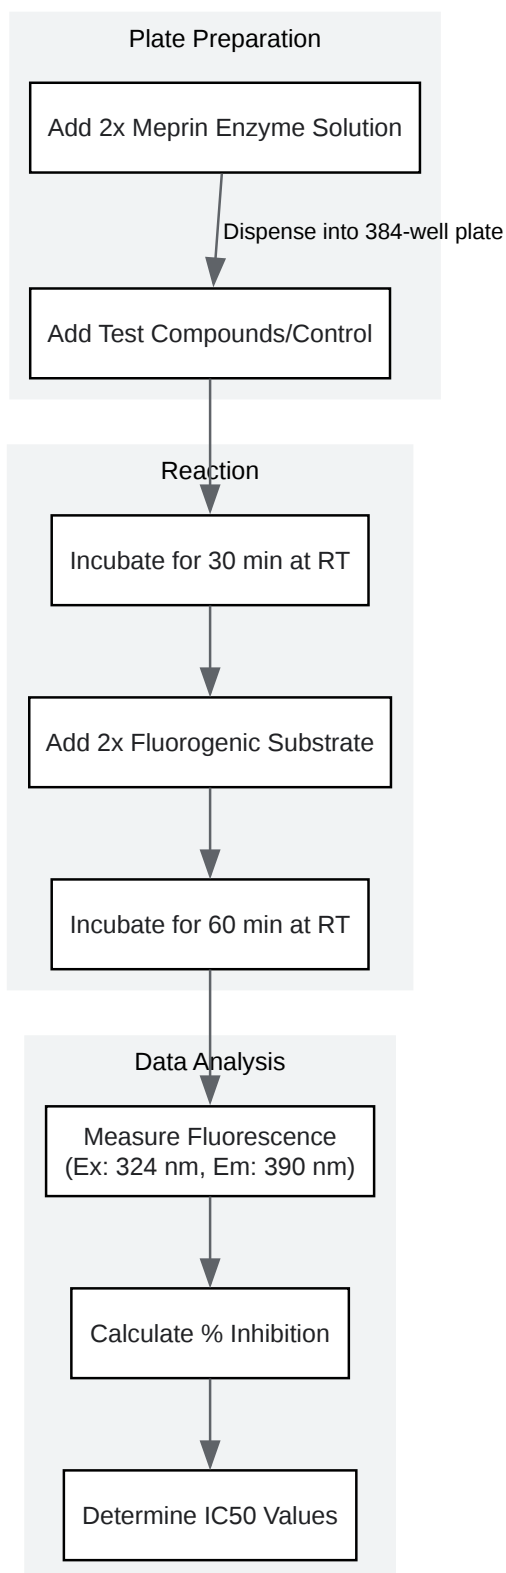 Plate Preparation
Add 2x Meprin Enzyme Solution
Dispense into 384-well plate
Add Test Compounds/Control
Reaction
Incubate for 30 min at RT
Add 2x Fluorogenic Substrate
Incubate for 60 min at RT
Data Analysis
Measure Fluorescence
(Ex: 324 nm, Em: 390 nm)
Calculate % Inhibition
Determine IC50 Values